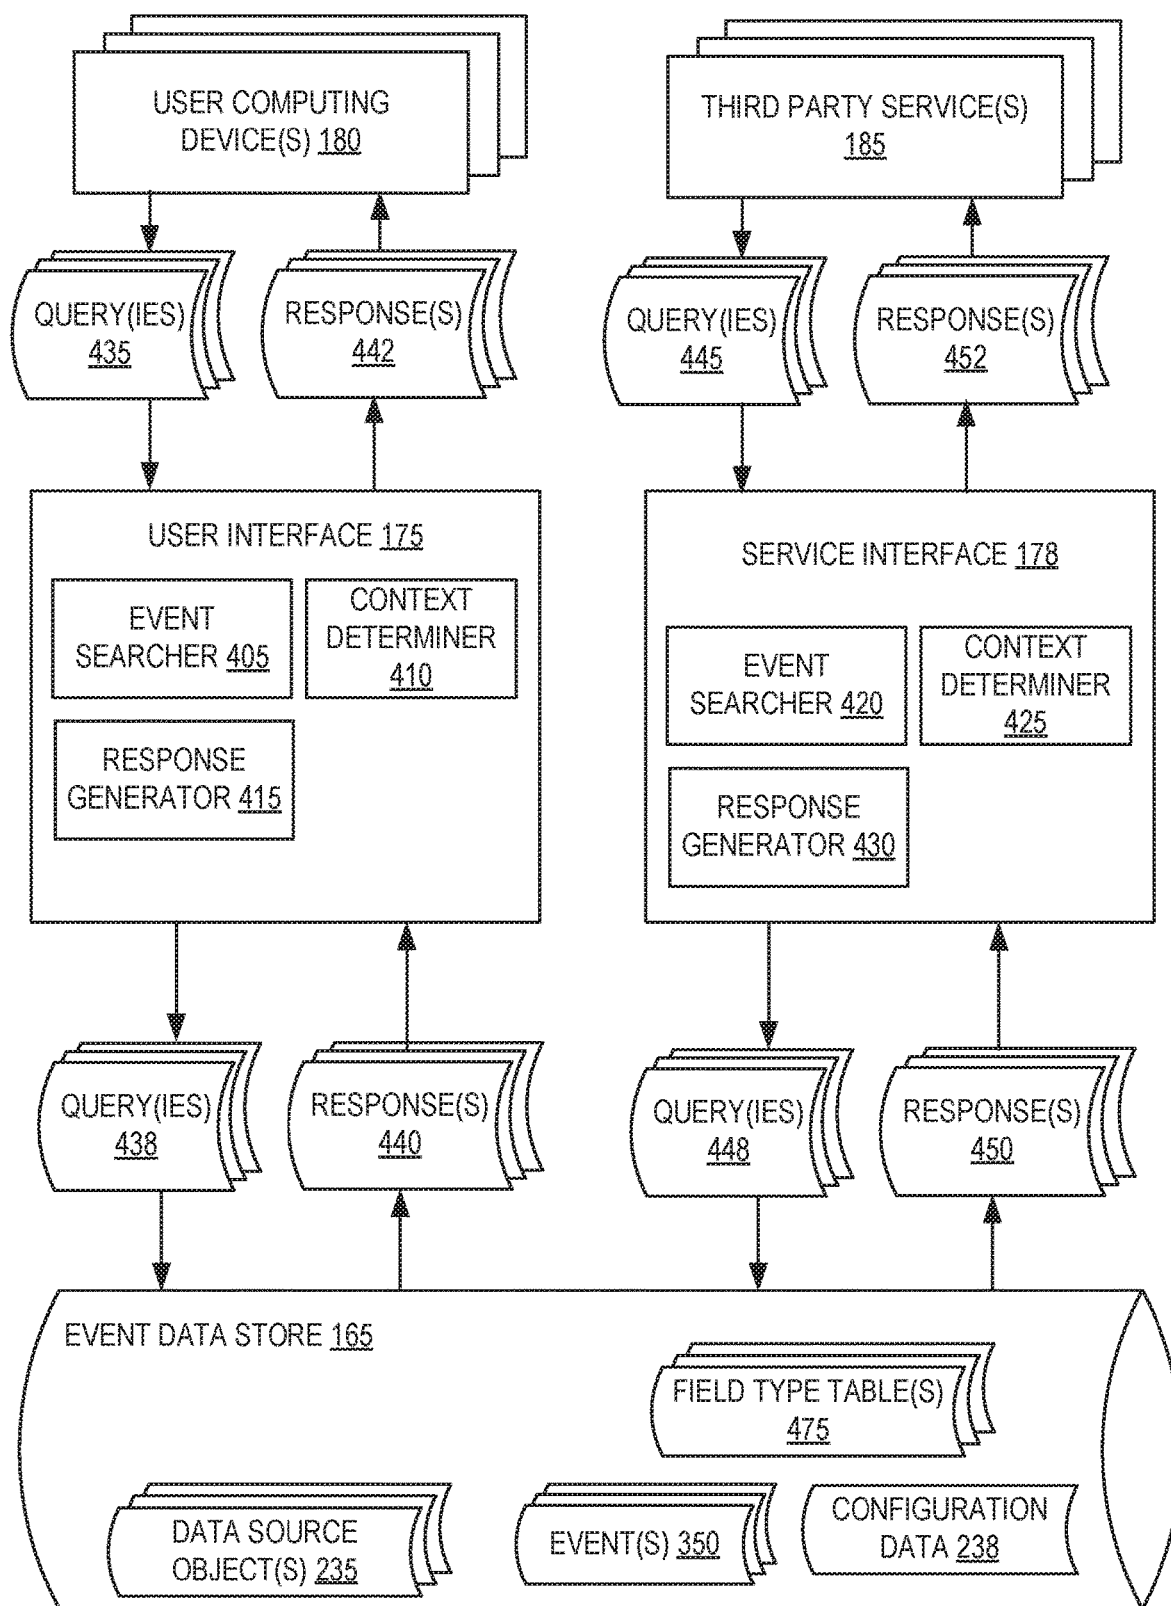 USER COMPUTING
DEVICE(S) 180
THIRD PARTY SERVICE(S)
185
QUERY(IES)
435
RESPONSE(S)
442
QUERY(IES)
445
RESPONSE(S)
452
USER INTERFACE 175
EVENT
SEARCHER 405
CONTEXT
DETERMINER
410
RESPONSE
GENERATOR 415
SERVICE INTERFACE 178
EVENT
SEARCHER 420
CONTEXT
DETERMINER
425
RESPONSE
GENERATOR 430
QUERY(IES)
438
RESPONSE(S)
440
QUERY(IES)
448
RESPONSE(S)
450
EVENT DATA STORE 165
FIELD TYPE TABLE(S)
475
DATA SOURCE
OBJECT(S) 235
EVENT(S) 350
CONFIGURATION
DATA 238